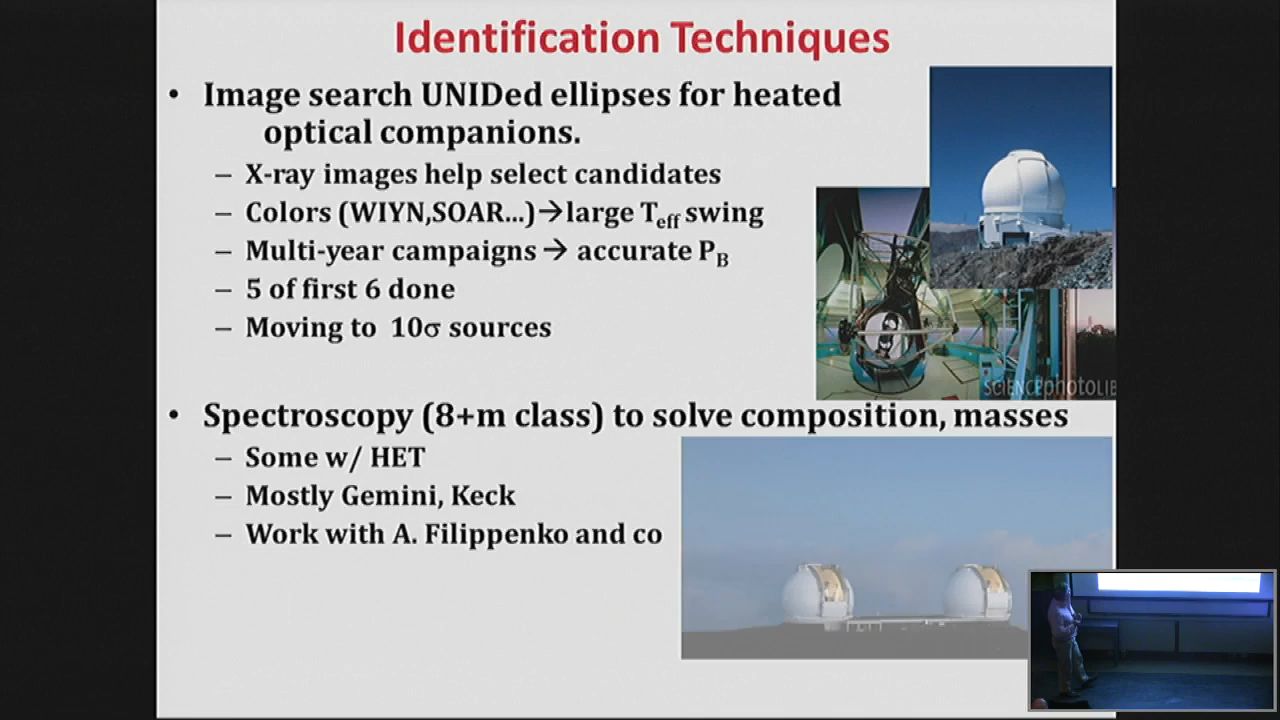 Identification Techniques
• Image search UNIDed ellipses for heated
optical companions.
– X-ray images help select candidates
– Colors (WIYN,SOAR...)→large Teff swing
– Multi-year campaigns → accurate PB
– 5 of first 6 done
– Moving to 10σ sources
SCIENCEphotoLIB
• Spectroscopy (8+m class) to solve composition, masses
– Some w/ HET
– Mostly Gemini, Keck
– Work with A. Filippenko and co